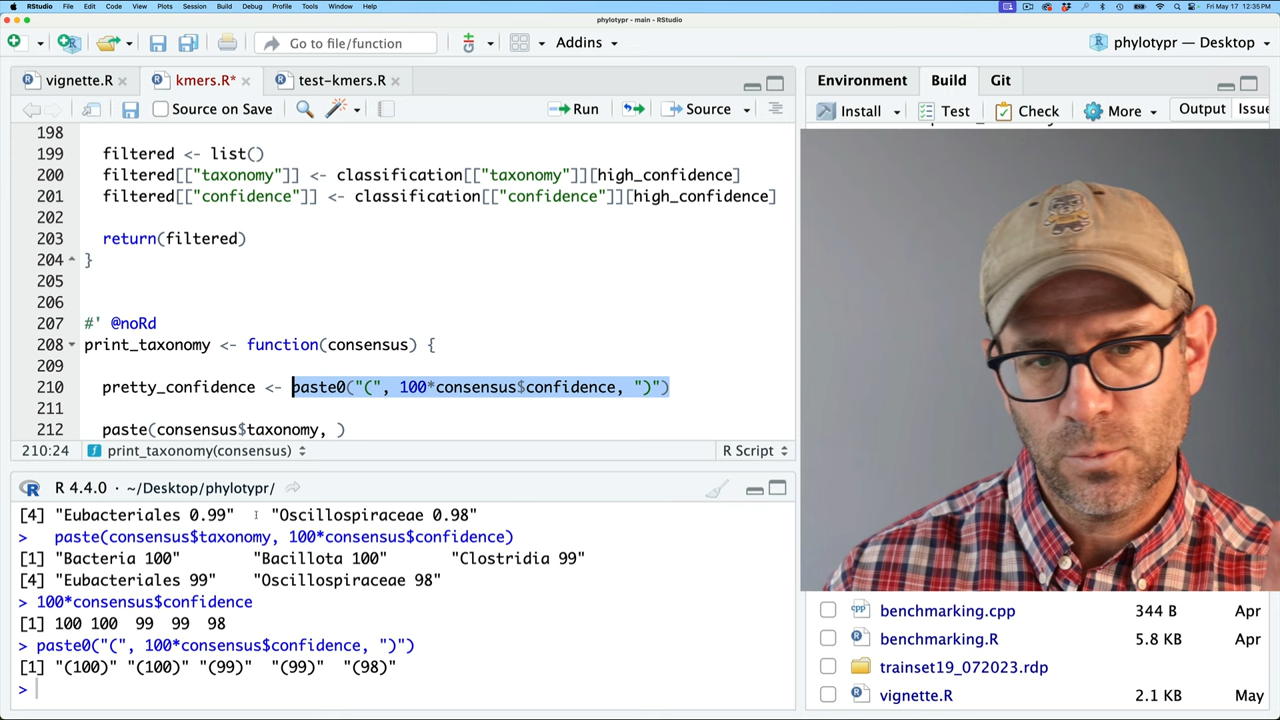 RStudio File Edit Code View Plots Session Build Debug Profile Tools Window Help Fri May 17 12:35PM
phylotypr - main - RStudio
Go to file/function Addins phylotypr — Desktop
vignette.R kmers.R* test-kmers.R
Source on Save Run Source
198
199 filtered <- list()
200 filtered[["taxonomy"]] <- classification[["taxonomy"]][high_confidence]
201 filtered[["confidence"]] <- classification[["confidence"]][high_confidence]
202
203 return(filtered)
204 }
205
206
207 #' @noRd
208 print_taxonomy <- function(consensus) {
209
210 pretty_confidence <- paste0("(", 100*consensus$confidence, ")")
211
212 paste(consensus$taxonomy, )
210:24 print_taxonomy(consensus) R Script
R 4.4.0 · ~/Desktop/phylotypr/
[4] "Eubacteriales 0.99" "Oscillospiraceae 0.98"
> paste(consensus$taxonomy, 100*consensus$confidence)
[1] "Bacteria 100" "Bacillota 100" "Clostridia 99"
[4] "Eubacteriales 99" "Oscillospiraceae 98"
> 100*consensus$confidence
[1] 100 100 99 99 98
> paste0("(", 100*consensus$confidence, ")")
[1] "(100)" "(100)" "(99)" "(99)" "(98)"
>
Environment Build Git
Install Test Check More Output Issue
benchmarking.cpp 344 B Apr
benchmarking.R 5.8 KB Apr
trainset19_072023.rdp
vignette.R 2.1 KB May